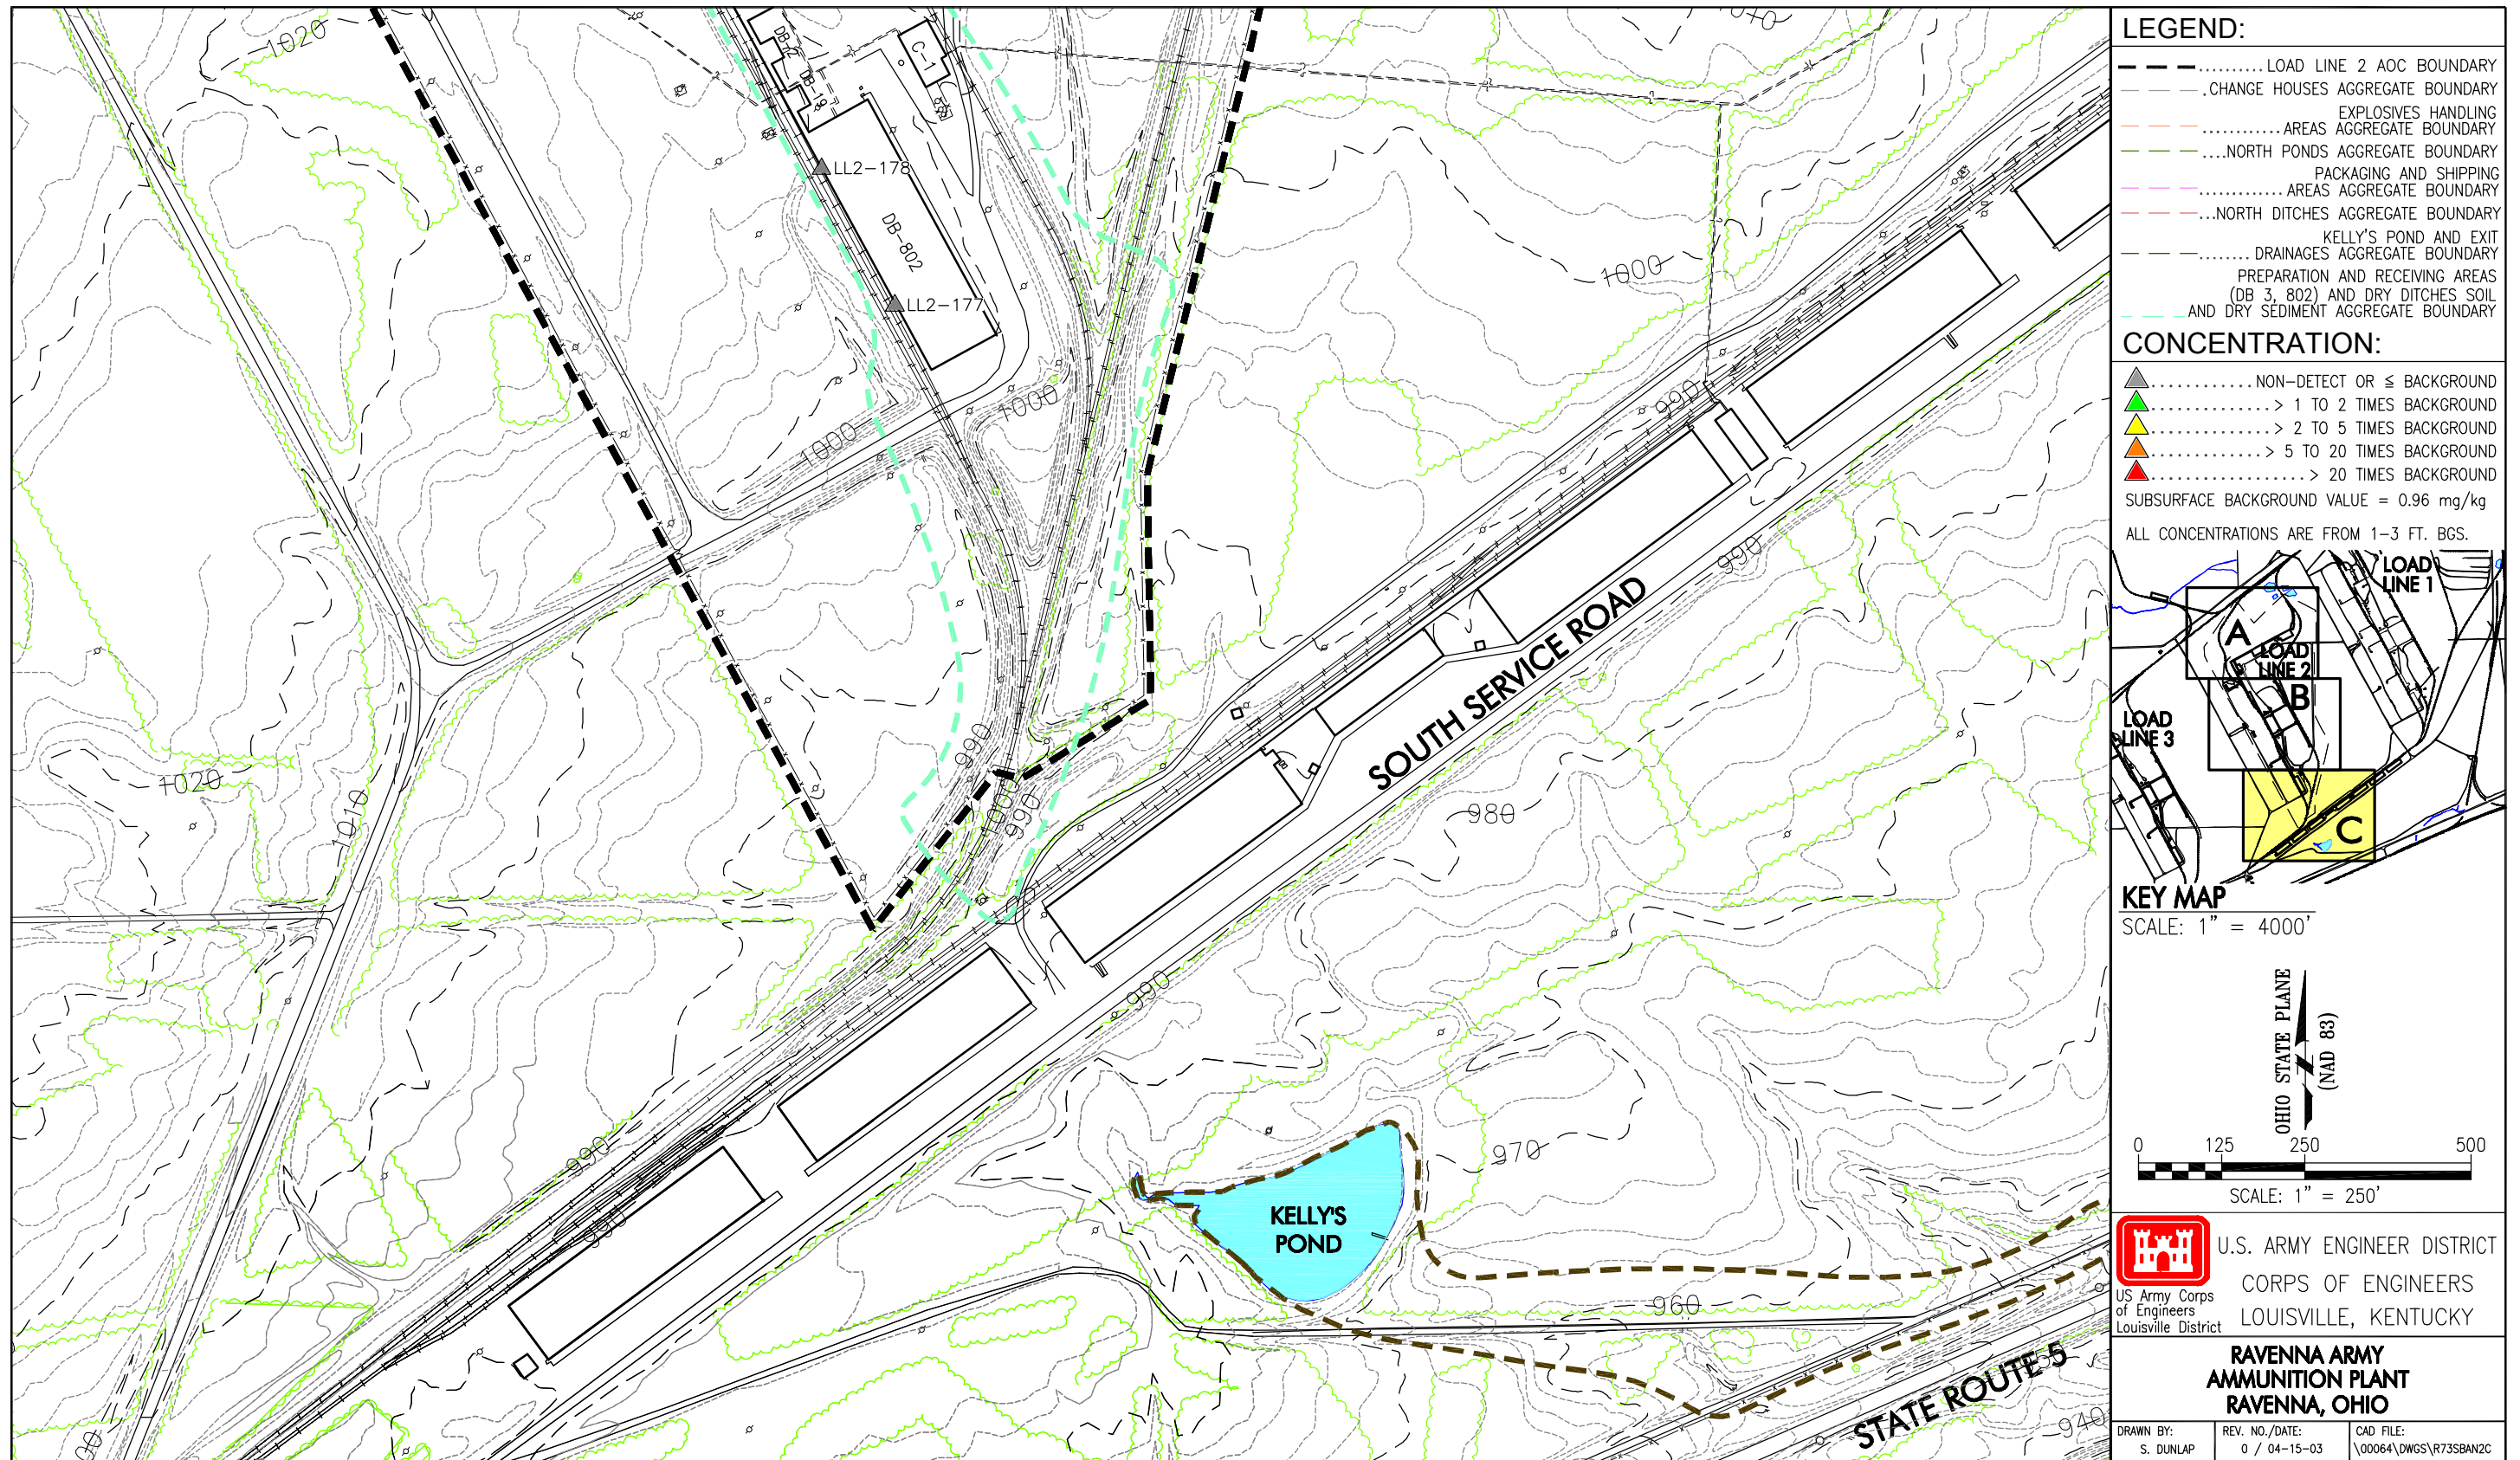 1020
DB-19
C-1
LL2-178
DB-802
LL2-177
1000
1000
1000
990
990
SOUTH SERVICE ROAD
1020
1010
990
1000
990
980
990
990
990
970
KELLY'S
POND
960
STATE ROUTE 5
940
LEGEND:
.......... LOAD LINE 2 AOC BOUNDARY
. CHANGE HOUSES AGGREGATE BOUNDARY
EXPLOSIVES HANDLING
............ AREAS AGGREGATE BOUNDARY
.... NORTH PONDS AGGREGATE BOUNDARY
PACKAGING AND SHIPPING
............. AREAS AGGREGATE BOUNDARY
... NORTH DITCHES AGGREGATE BOUNDARY
KELLY'S POND AND EXIT
........ DRAINAGES AGGREGATE BOUNDARY
PREPARATION AND RECEIVING AREAS
(DB 3, 802) AND DRY DITCHES SOIL
AND DRY SEDIMENT AGGREGATE BOUNDARY
CONCENTRATION:
............ NON-DETECT OR ≤ BACKGROUND
.............. > 1 TO 2 TIMES BACKGROUND
.............. > 2 TO 5 TIMES BACKGROUND
............. > 5 TO 20 TIMES BACKGROUND
.................. > 20 TIMES BACKGROUND
SUBSURFACE BACKGROUND VALUE = 0.96 mg/kg
ALL CONCENTRATIONS ARE FROM 1-3 FT. BGS.
LOAD
LINE 1
A
LOAD
LINE 2
B
LOAD
LINE 3
C
KEY MAP
SCALE: 1" = 4000'
OHIO STATE PLANE
(NAD 83)
0 125 250 500
SCALE: 1" = 250'
U.S. ARMY ENGINEER DISTRICT
CORPS OF ENGINEERS
LOUISVILLE, KENTUCKY
US Army Corps
of Engineers
Louisville District
RAVENNA ARMY
AMMUNITION PLANT
RAVENNA, OHIO
DRAWN BY:
S. DUNLAP
REV. NO./DATE:
0 / 04-15-03
CAD FILE:
\00064\DWGS\R73SBAN2C